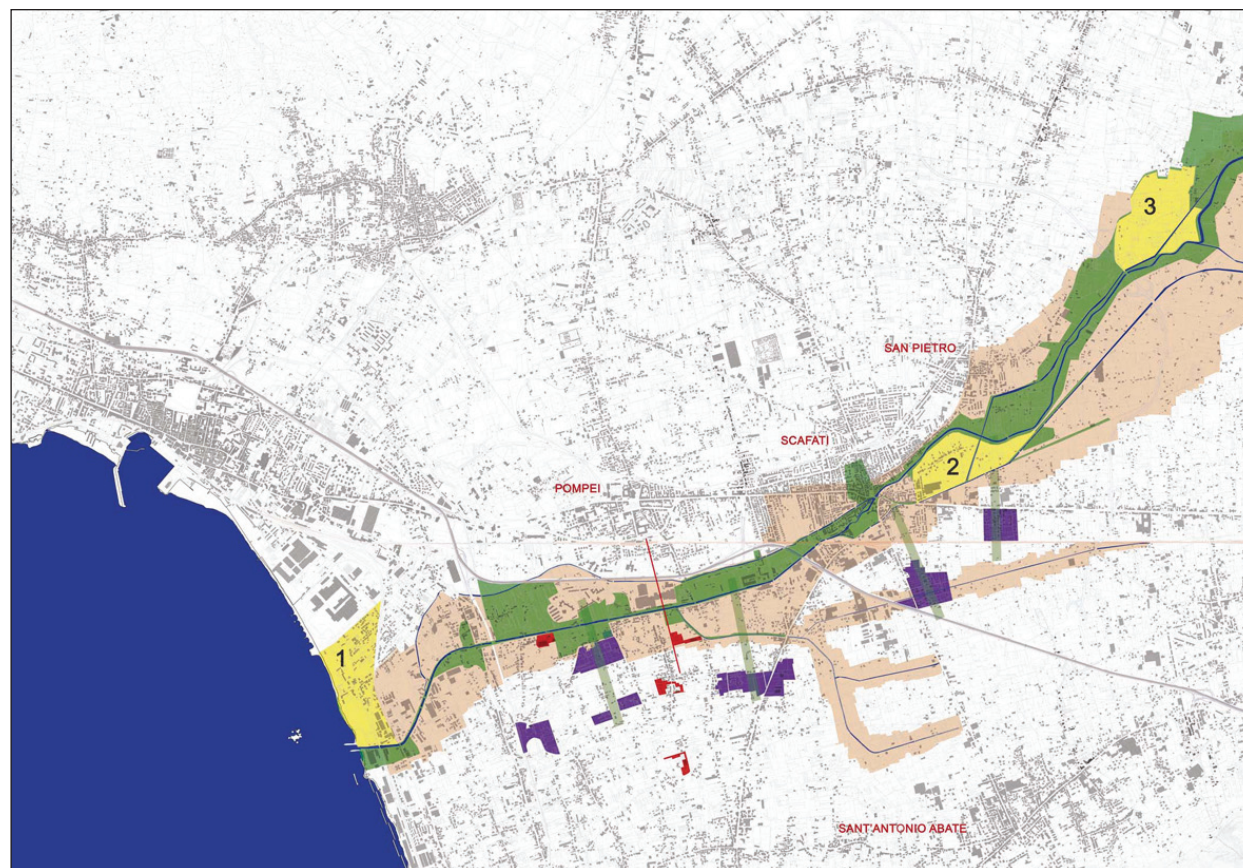 3
SAN PIETRO
SCAFATI
2
POMPEI
1
SANT'ANTONIO ABATE